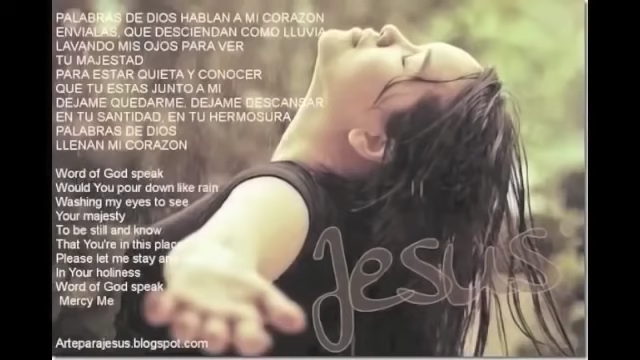 PALABRAS DE DIOS HABLAN A MI CORAZON
ENVIALAS, QUE DESCIENDAN COMO LLUVIA
LAVANDO MIS OJOS PARA VER
TU MAJESTAD
PARA ESTAR QUIETA Y CONOCER
QUE TU ESTAS JUNTO A MI
DEJAME QUEDARME, DEJAME DESCANSAR
EN TU SANTIDAD, EN TU HERMOSURA
PALABRAS DE DIOS
LLENAN MI CORAZON
Word of God speak
Would You pour down like rain
Washing my eyes to see
Your majesty
To be still and know
That You're in this place
Please let me stay and
In Your holiness
Word of God speak
Mercy Me
Jesus
Arteparajesus.blogspot.com